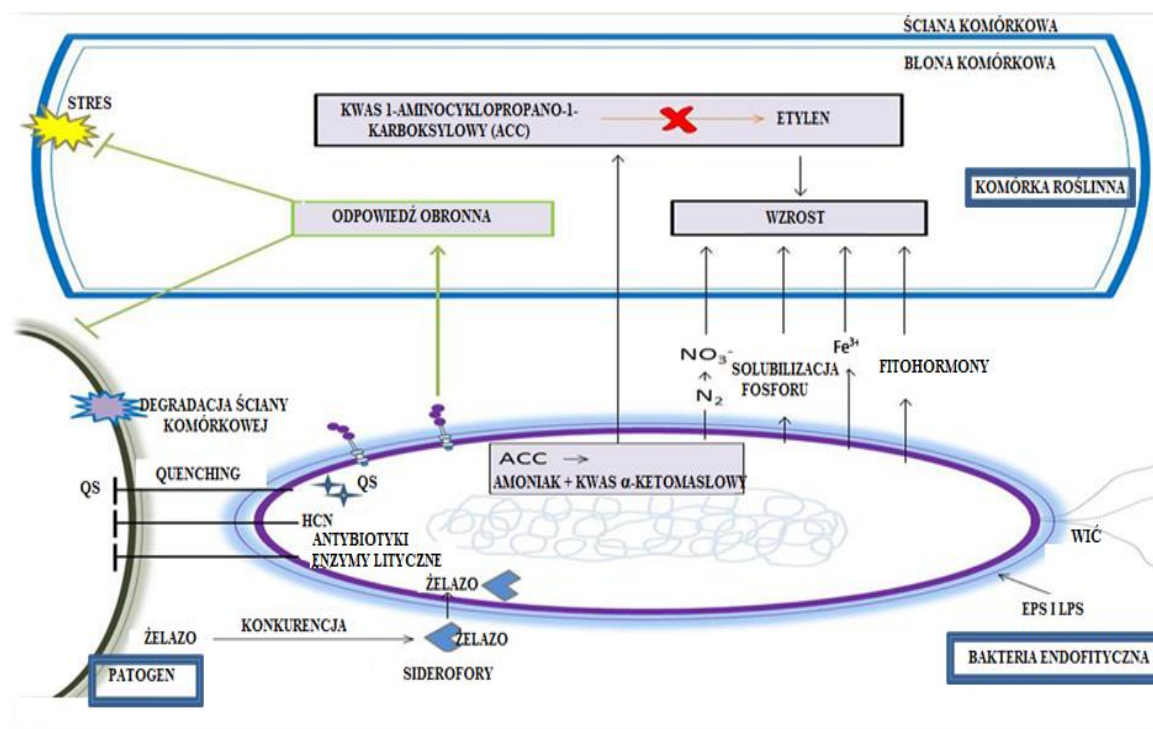 ŚCIANA KOMÓRKOWA
BŁONA KOMÓRKOWA
STRES
KWAS 1-AMINOCYKLOPROPANO-1-
KARBOKSYLOWY (ACC)
ETYLEN
KOMÓRKA ROŚLINNA
ODPOWIEDŹ OBRONNA
WZROST
NO₃⁻
N₂
SOLUBILIZACJA
FOSFORU
Fe³⁺
FITOHORMONY
DEGRADACJA ŚCIANY
KOMÓRKOWEJ
ACC
AMONIAK + KWAS α-KETOMASLOWY
QUENCHING
QS
QS
HCN
ANTYBIOTYKI
ENZYMY LITYCZNE
WIĆ
ŻELAZO
EPS I LPS
ŻELAZO
KONKURENCJA
ŻELAZO
SIDEROFORY
PATOGEN
BAKTERIA ENDOFITYCZNA